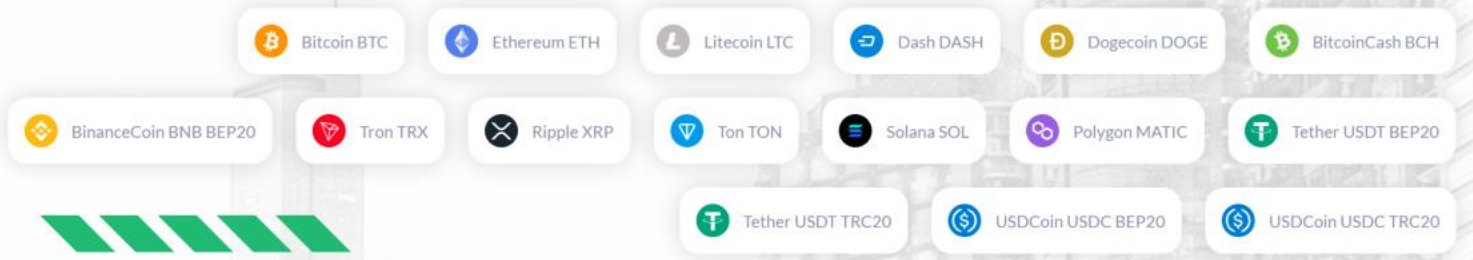 Bitcoin BTC Ethereum ETH Litecoin LTC Dash DASH Dogecoin DOGE BitcoinCash BCH
BinanceCoin BNB BEP20 Tron TRX Ripple XRP Ton TON Solana SOL Polygon MATIC Tether USDT BEP20
Tether USDT TRC20 USDCoin USDC BEP20 USDCoin USDC TRC20